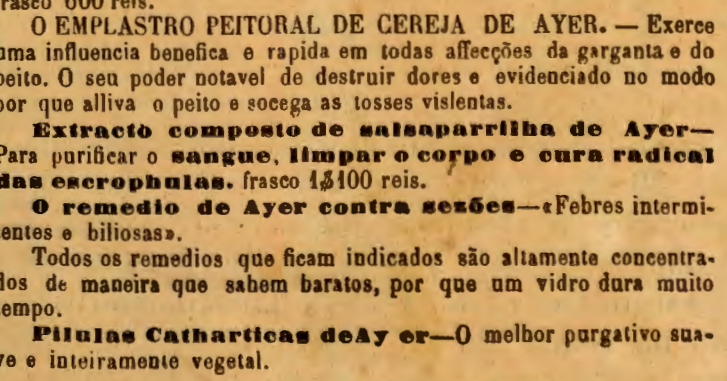 frasco 600 reis.
O EMPLASTRO PEITORAL DE CEREJA DE AYER. — Exerce
uma influencia benefica e rapida em todas affecções da garganta e do
peito. O seu poder notavel de destruir dores e evidenciado no modo
por que alliva o peito e socega as tosses vislentas.
Extracto composto de salsaparrilha de Ayer—
Para purificar o sangue, limpar o corpo e cura radical
das escrophulas. frasco 1$100 reis.
O remedio de Ayer contra sezões—«Febres intermi-
tentes e biliosas».
Todos os remedios que ficam indicados são altamente concentra-
dos de maneira que sahem baratos, por que um vidro dura muito
tempo.
Pilulas Catharticas deAy er—O melhor purgativo sua-
ve e inteiramente vegetal.